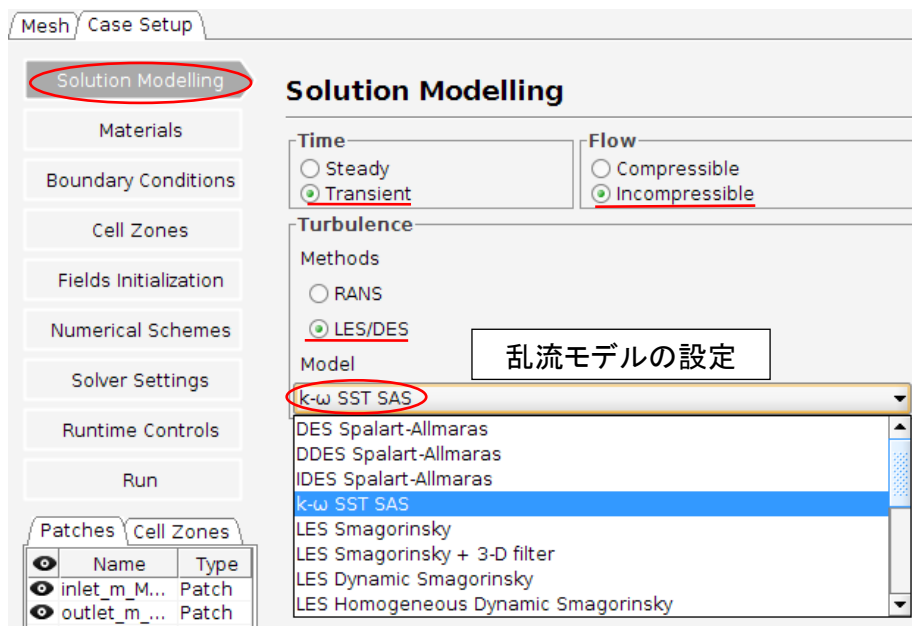 Mesh
Case Setup
Solution Modelling
Materials
Boundary Conditions
Cell Zones
Fields Initialization
Numerical Schemes
Solver Settings
Runtime Controls
Run
Patches
Cell Zones
Name
Type
inlet_m_M...
Patch
outlet_m_...
Patch
Solution Modelling
Time
Steady
Transient
Flow
Compressible
Incompressible
Turbulence
Methods
RANS
LES/DES
Model
乱流モデルの設定
k-ω SST SAS
DES Spalart-Allmaras
DDES Spalart-Allmaras
IDES Spalart-Allmaras
k-ω SST SAS
LES Smagorinsky
LES Smagorinsky + 3-D filter
LES Dynamic Smagorinsky
LES Homogeneous Dynamic Smagorinsky